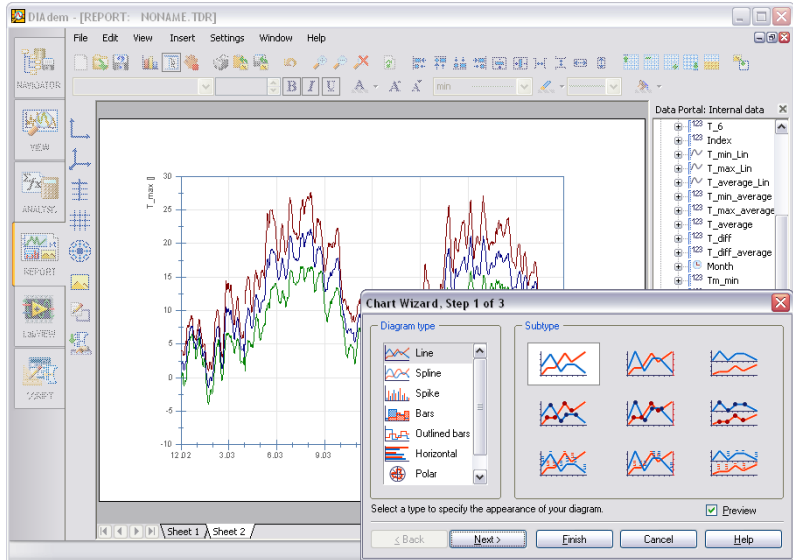 DIAdem - [REPORT: NONAME.TDR]
File Edit View Insert Settings Window Help
NAVIGATOR
VIEW
ANALYSIS
REPORT
LabVIEW
SCRIPT
B I U A A A min
Data Portal: Internal data
T_6
Index
T_min_Lin
T_max_Lin
T_average_Lin
T_min_average
T_max_average
T_average
T_diff
T_diff_average
Month
Tm_min
T_max []
30
25
20
15
10
5
0
-5
-10
12.02 3.03 6.03 9.03
Sheet 1 Sheet 2
Chart Wizard, Step 1 of 3
Diagram type
Line
Spline
Spike
Bars
Outlined bars
Horizontal
Polar
Subtype
Select a type to specify the appearance of your diagram.
Preview
< Back Next > Finish Cancel Help